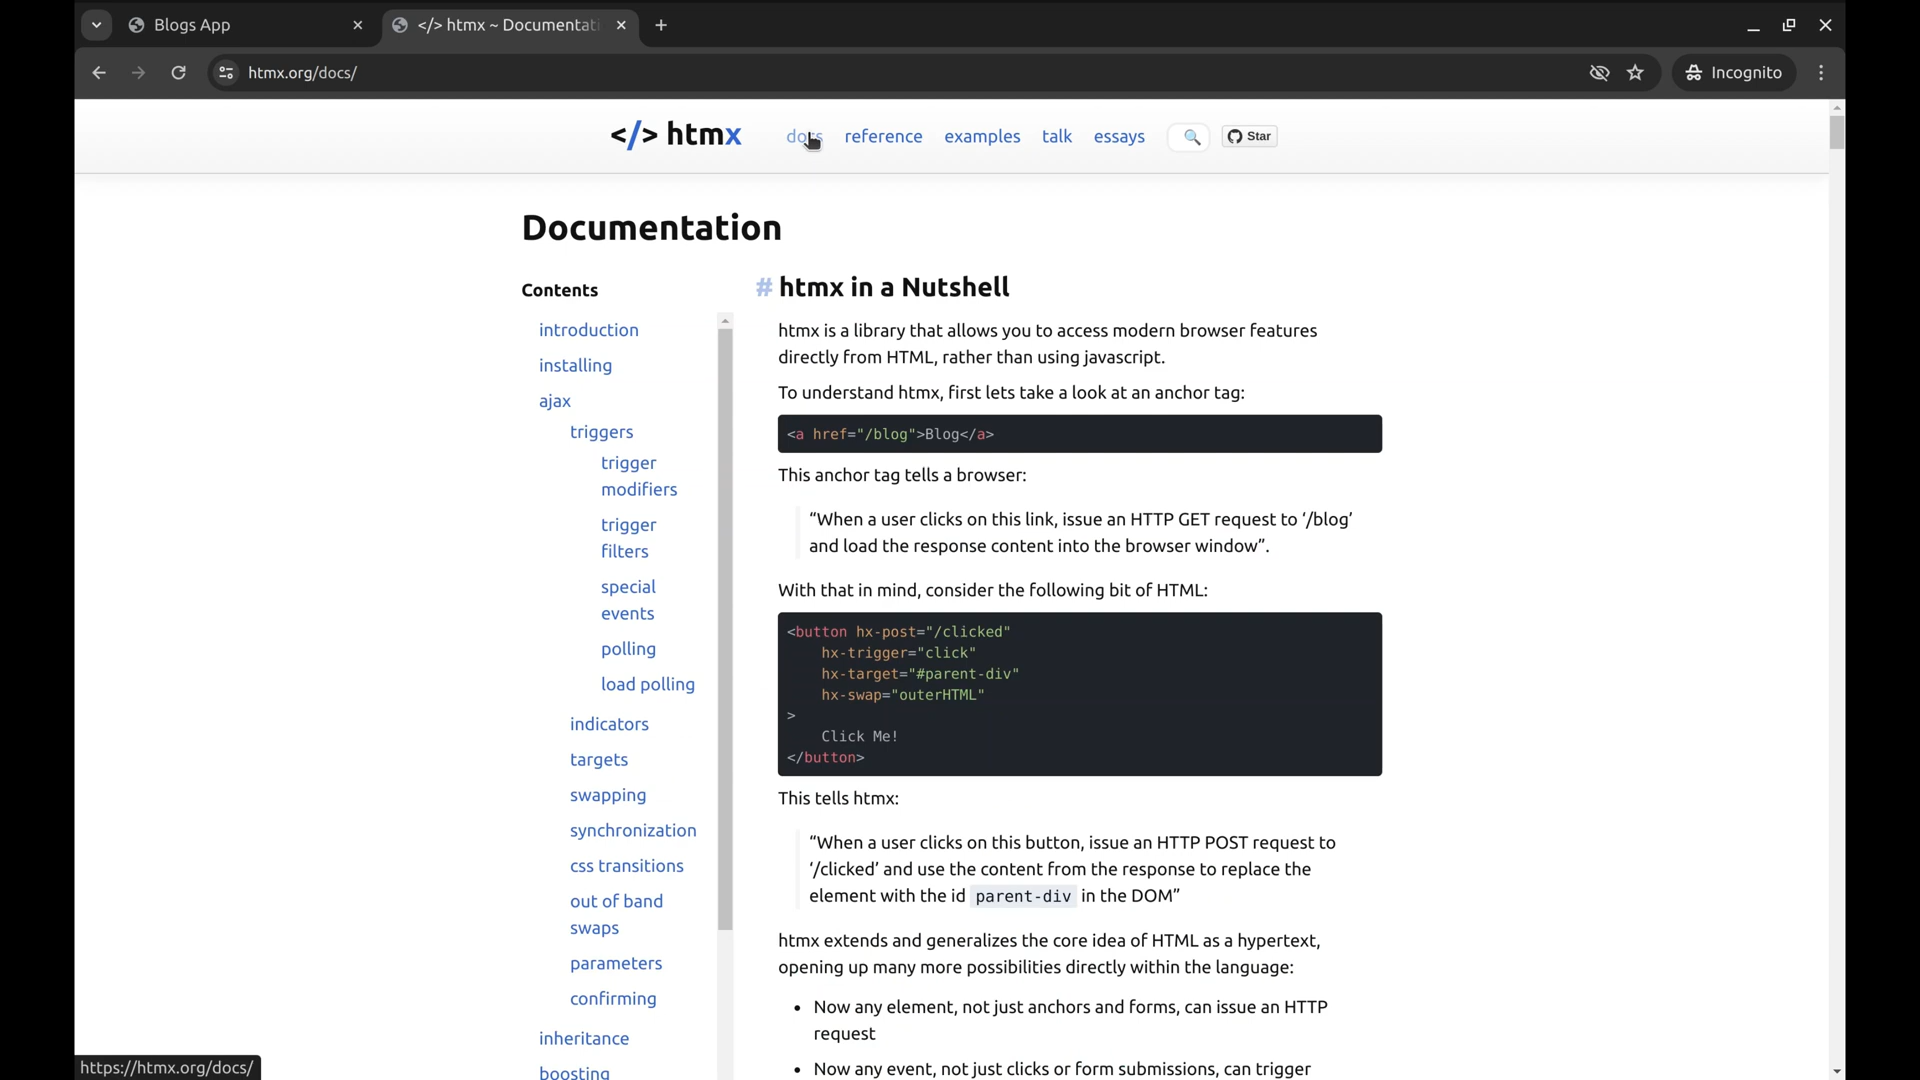 Blogs App
</> htmx ~ Documentati
htmx.org/docs/
Incognito
</> htmx
docs
reference
examples
talk
essays
Star
Documentation
Contents
introduction
installing
ajax
triggers
trigger
modifiers
trigger
filters
special
events
polling
load polling
indicators
targets
swapping
synchronization
css transitions
out of band
swaps
parameters
confirming
inheritance
boosting
# htmx in a Nutshell
htmx is a library that allows you to access modern browser features
directly from HTML, rather than using javascript.
To understand htmx, first lets take a look at an anchor tag:
<a href="/blog">Blog</a>
This anchor tag tells a browser:
“When a user clicks on this link, issue an HTTP GET request to ‘/blog’
and load the response content into the browser window”.
With that in mind, consider the following bit of HTML:
<button hx-post="/clicked"
hx-trigger="click"
hx-target="#parent-div"
hx-swap="outerHTML"
>
Click Me!
</button>
This tells htmx:
“When a user clicks on this button, issue an HTTP POST request to
‘/clicked’ and use the content from the response to replace the
element with the id parent-div in the DOM”
htmx extends and generalizes the core idea of HTML as a hypertext,
opening up many more possibilities directly within the language:
• Now any element, not just anchors and forms, can issue an HTTP
request
• Now any event, not just clicks or form submissions, can trigger
https://htmx.org/docs/